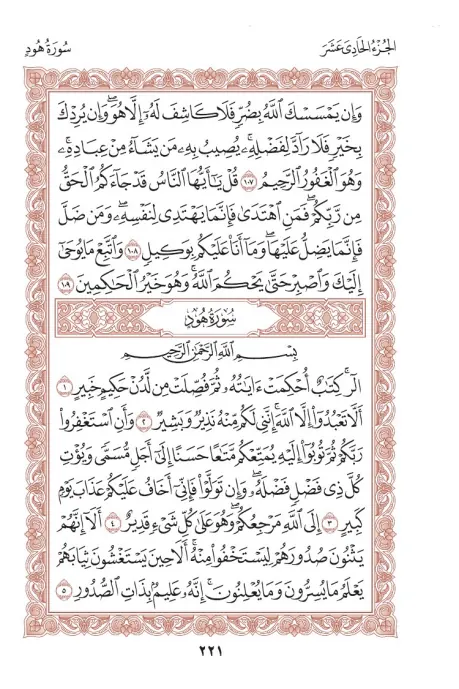 الجزء الحادي عشر
سورة هود
وَإِن يَمْسَسْكَ ٱللَّهُ بِضُرٍّ فَلَا كَاشِفَ لَهُۥٓ إِلَّا هُوَ ۖ وَإِن يُرِدْكَ
بِخَيْرٍ فَلَا رَآدَّ لِفَضْلِهِۦ ۚ يُصِيبُ بِهِۦ مَن يَشَآءُ مِنْ عِبَادِهِۦ ۚ
وَهُوَ ٱلْغَفُورُ ٱلرَّحِيمُ ١٠٧ قُلْ يَٰٓأَيُّهَا ٱلنَّاسُ قَدْ جَآءَكُمُ ٱلْحَقُّ
مِن رَّبِّكُمْ ۖ فَمَنِ ٱهْتَدَىٰ فَإِنَّمَا يَهْتَدِى لِنَفْسِهِۦ ۖ وَمَن ضَلَّ
فَإِنَّمَا يَضِلُّ عَلَيْهَا ۖ وَمَآ أَنَا۠ عَلَيْكُم بِوَكِيلٍ ١٠٨ وَٱتَّبِعْ مَا يُوحَىٰٓ
إِلَيْكَ وَٱصْبِرْ حَتَّىٰ يَحْكُمَ ٱللَّهُ ۚ وَهُوَ خَيْرُ ٱلْحَٰكِمِينَ ١٠٩
سورة هود
بِسْمِ ٱللَّهِ ٱلرَّحْمَٰنِ ٱلرَّحِيمِ
الٓر ۚ كِتَٰبٌ أُحْكِمَتْ ءَايَٰتُهُۥ ثُمَّ فُصِّلَتْ مِن لَّدُنْ حَكِيمٍ خَبِيرٍ ١
أَلَّا تَعْبُدُوٓا۟ إِلَّا ٱللَّهَ ۚ إِنَّنِى لَكُم مِّنْهُ نَذِيرٌ وَبَشِيرٌ ٢ وَأَنِ ٱسْتَغْفِرُوا۟
رَبَّكُمْ ثُمَّ تُوبُوٓا۟ إِلَيْهِ يُمَتِّعْكُم مَّتَٰعًا حَسَنًا إِلَىٰٓ أَجَلٍ مُّسَمًّى وَيُؤْتِ
كُلَّ ذِى فَضْلٍ فَضْلَهُۥ ۖ وَإِن تَوَلَّوْا۟ فَإِنِّىٓ أَخَافُ عَلَيْكُمْ عَذَابَ يَوْمٍ
كَبِيرٍ ٣ إِلَى ٱللَّهِ مَرْجِعُكُمْ ۖ وَهُوَ عَلَىٰ كُلِّ شَىْءٍ قَدِيرٌ ٤ أَلَآ إِنَّهُمْ
يَثْنُونَ صُدُورَهُمْ لِيَسْتَخْفُوا۟ مِنْهُ ۚ أَلَا حِينَ يَسْتَغْشُونَ ثِيَابَهُمْ
يَعْلَمُ مَا يُسِرُّونَ وَمَا يُعْلِنُونَ ۚ إِنَّهُۥ عَلِيمٌۢ بِذَاتِ ٱلصُّدُورِ ٥
٢٢١